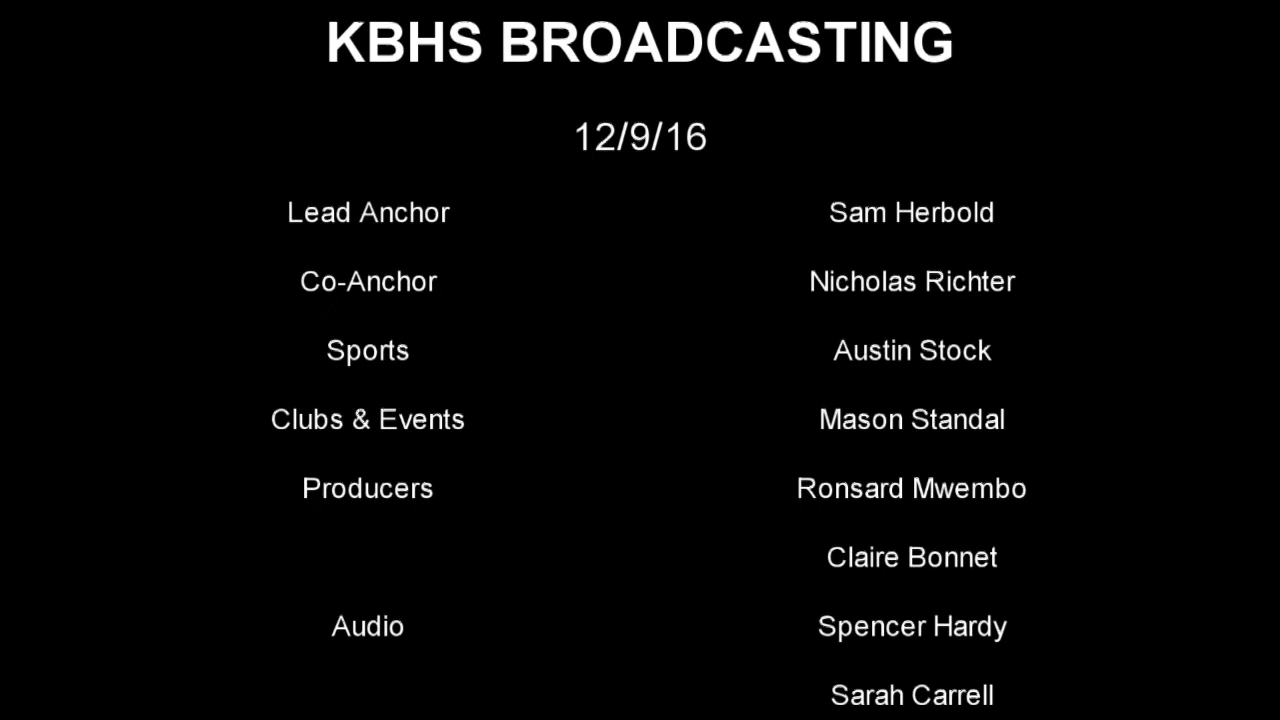 KBHS BROADCASTING
12/9/16
Lead Anchor Sam Herbold
Co-Anchor Nicholas Richter
Sports Austin Stock
Clubs & Events Mason Standal
Producers Ronsard Mwembo
Claire Bonnet
Audio Spencer Hardy
Sarah Carrell